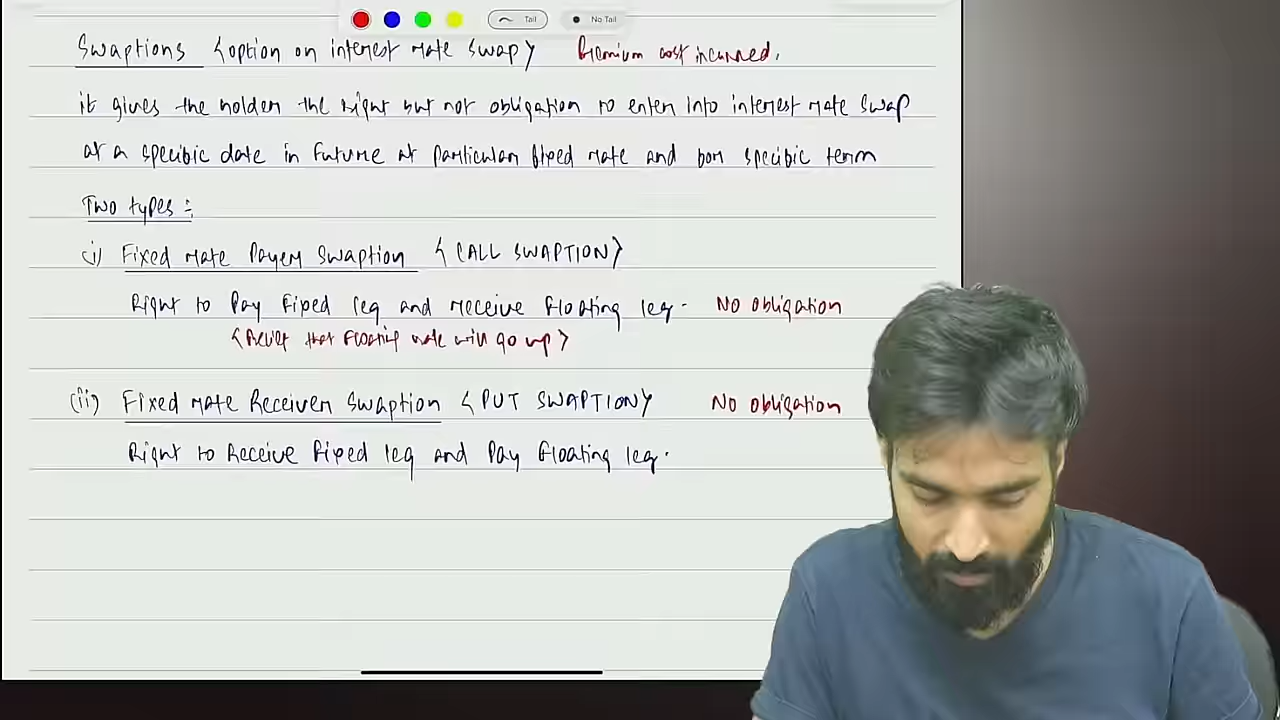 Tail No Tail
Swaptions {option on interest rate swap} Premium cost incurred.
it gives the holder the right but not obligation to enter into interest rate swap
at a specific date in future at particular fixed rate and for specific term
Two types :-
(i) Fixed rate Payer Swaption {CALL SWAPTION}
Right to Pay Fixed leg and receive floating leg. No obligation
{Belief that floating rate will go up}
(ii) Fixed rate Receiver Swaption {PUT SWAPTION} No obligation
Right to Receive Fixed leg and Pay Floating leg.